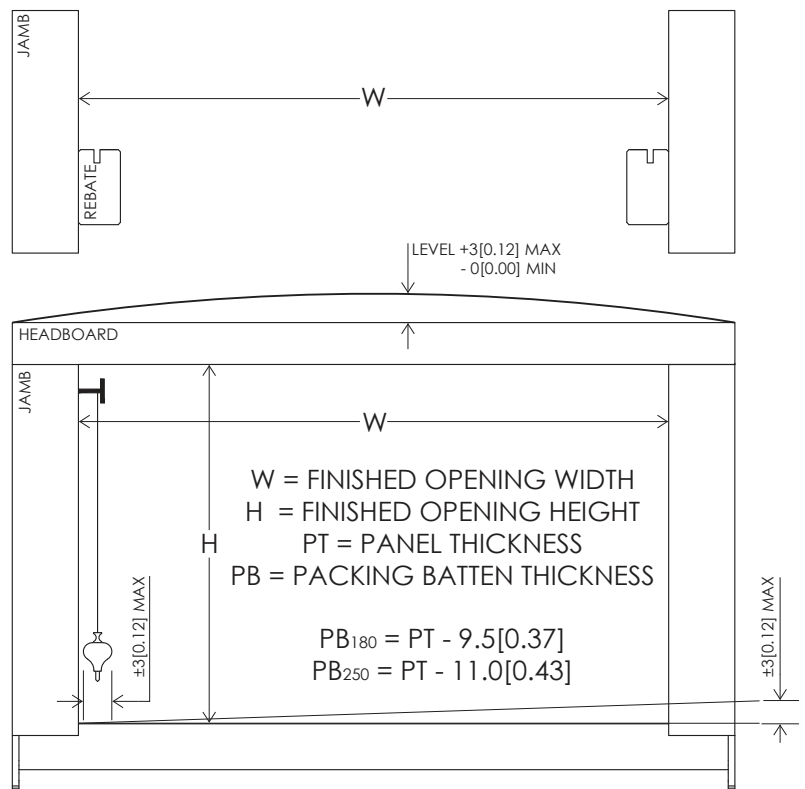 JAMB
W
REBATE
LEVEL +3[0.12] MAX
- 0[0.00] MIN
HEADBOARD
JAMB
W
W = FINISHED OPENING WIDTH
H = FINISHED OPENING HEIGHT
H
PT = PANEL THICKNESS
PB = PACKING BATTEN THICKNESS
±3[0.12] MAX
±3[0.12] MAX
PB180 = PT - 9.5[0.37]
PB250 = PT - 11.0[0.43]